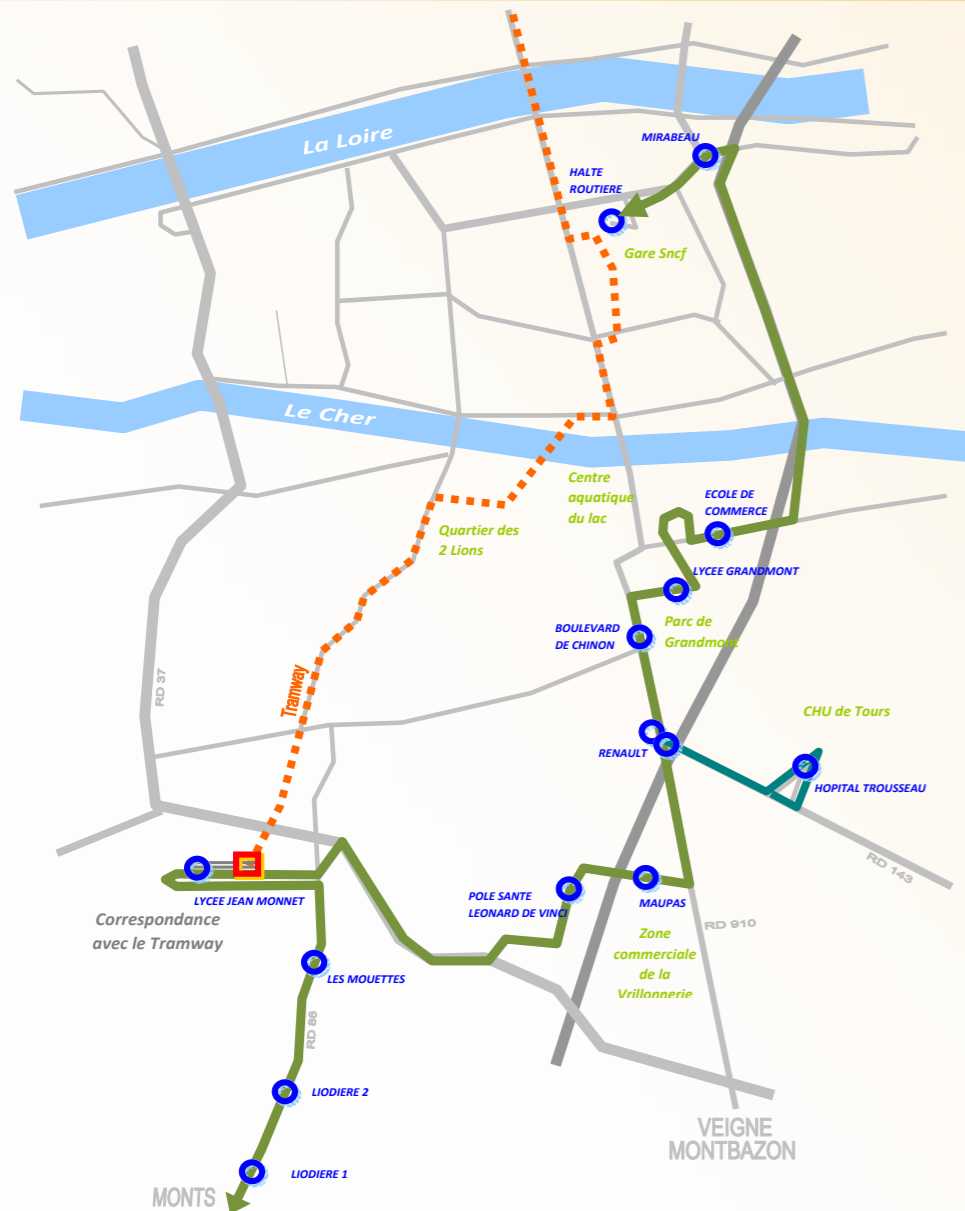 La Loire
MIRABEAU
HALTE
ROUTIERE
Gare Sncf
Le Cher
Centre
aquatique
du lac
ECOLE DE
COMMERCE
Quartier des
2 Lions
LYCEE GRANDMONT
BOULEVARD
DE CHINON
Parc de
Grandmont
RD 37
Tramway
CHU de Tours
RENAULT
HOPITAL TROUSSEAU
RD 143
LYCEE JEAN MONNET
POLE SANTE
LEONARD DE VINCI
MAUPAS
Correspondance
avec le Tramway
RD 910
Zone
commerciale
de la
Vrillonnerie
LES MOUETTES
RD 86
LIODIERE 2
VEIGNE
MONTBAZON
LIODIERE 1
MONTS